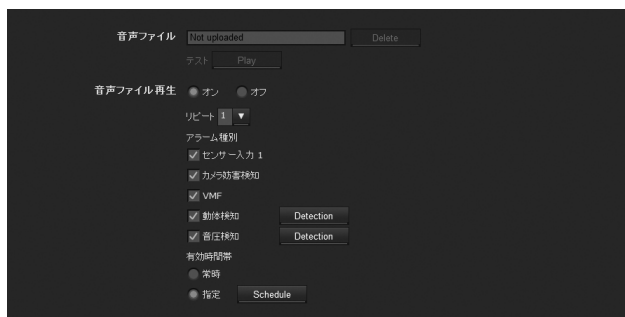 音声ファイル Not uploaded Delete
テスト Play
音声ファイル再生 オン オフ
リピート 1 ▼
アラーム種別
センサー入力 1
カメラ妨害検知
VMF
動体検知 Detection
音圧検知 Detection
有効時間帯
常時
指定 Schedule